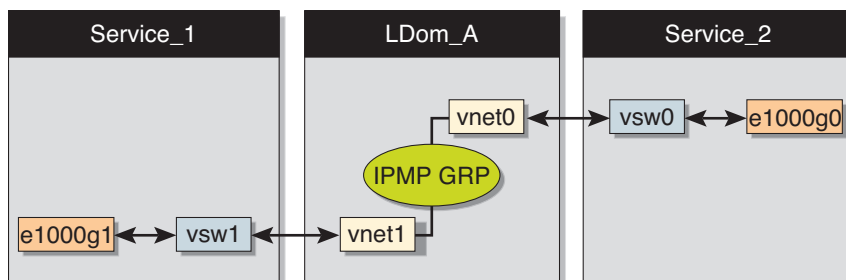 Service_1
LDom_A
Service_2
vnet0
vsw0
e1000g0
IPMP GRP
e1000g1
vsw1
vnet1